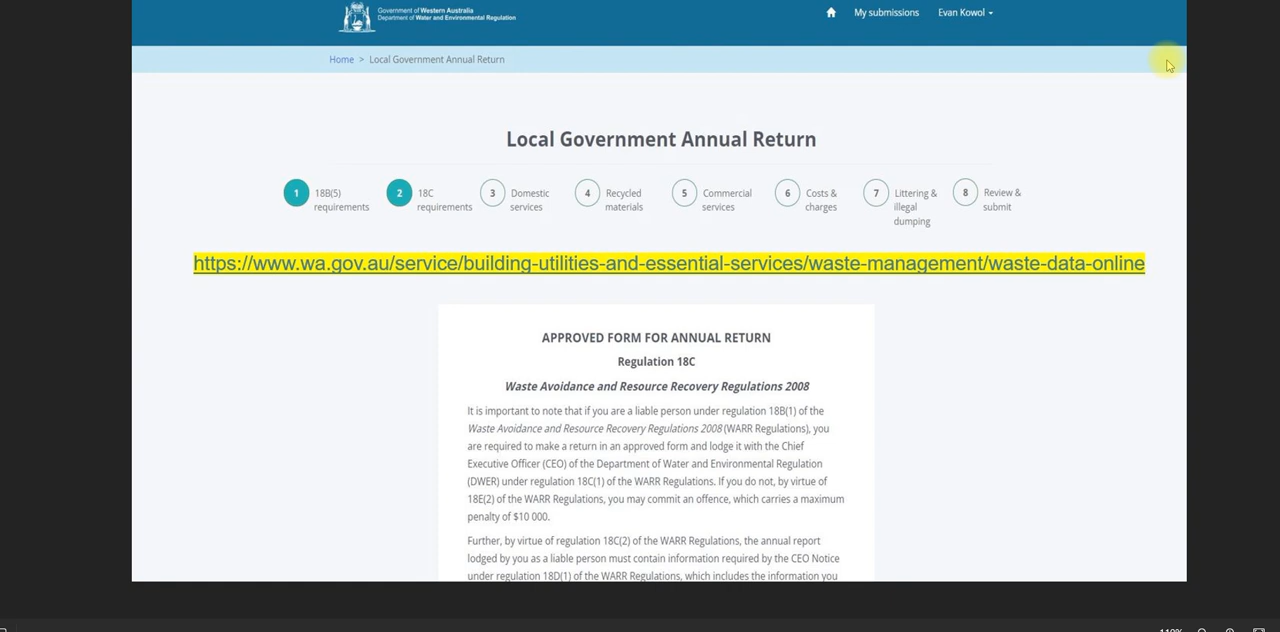 Government of Western Australia
Department of Water and Environmental Regulation
My submissions
Evan Kowol
Home > Local Government Annual Return
Local Government Annual Return
1 18B(5) requirements
2 18C requirements
3 Domestic services
4 Recycled materials
5 Commercial services
6 Costs & charges
7 Littering & illegal dumping
8 Review & submit
https://www.wa.gov.au/service/building-utilities-and-essential-services/waste-management/waste-data-online
APPROVED FORM FOR ANNUAL RETURN
Regulation 18C
Waste Avoidance and Resource Recovery Regulations 2008
It is important to note that if you are a liable person under regulation 18B(1) of the
Waste Avoidance and Resource Recovery Regulations 2008 (WARR Regulations), you
are required to make a return in an approved form and lodge it with the Chief
Executive Officer (CEO) of the Department of Water and Environmental Regulation
(DWER) under regulation 18C(1) of the WARR Regulations. If you do not, by virtue of
18E(2) of the WARR Regulations, you may commit an offence, which carries a maximum
penalty of $10 000.
Further, by virtue of regulation 18C(2) of the WARR Regulations, the annual report
lodged by you as a liable person must contain information required by the CEO Notice
under regulation 18D(1) of the WARR Regulations, which includes the information you